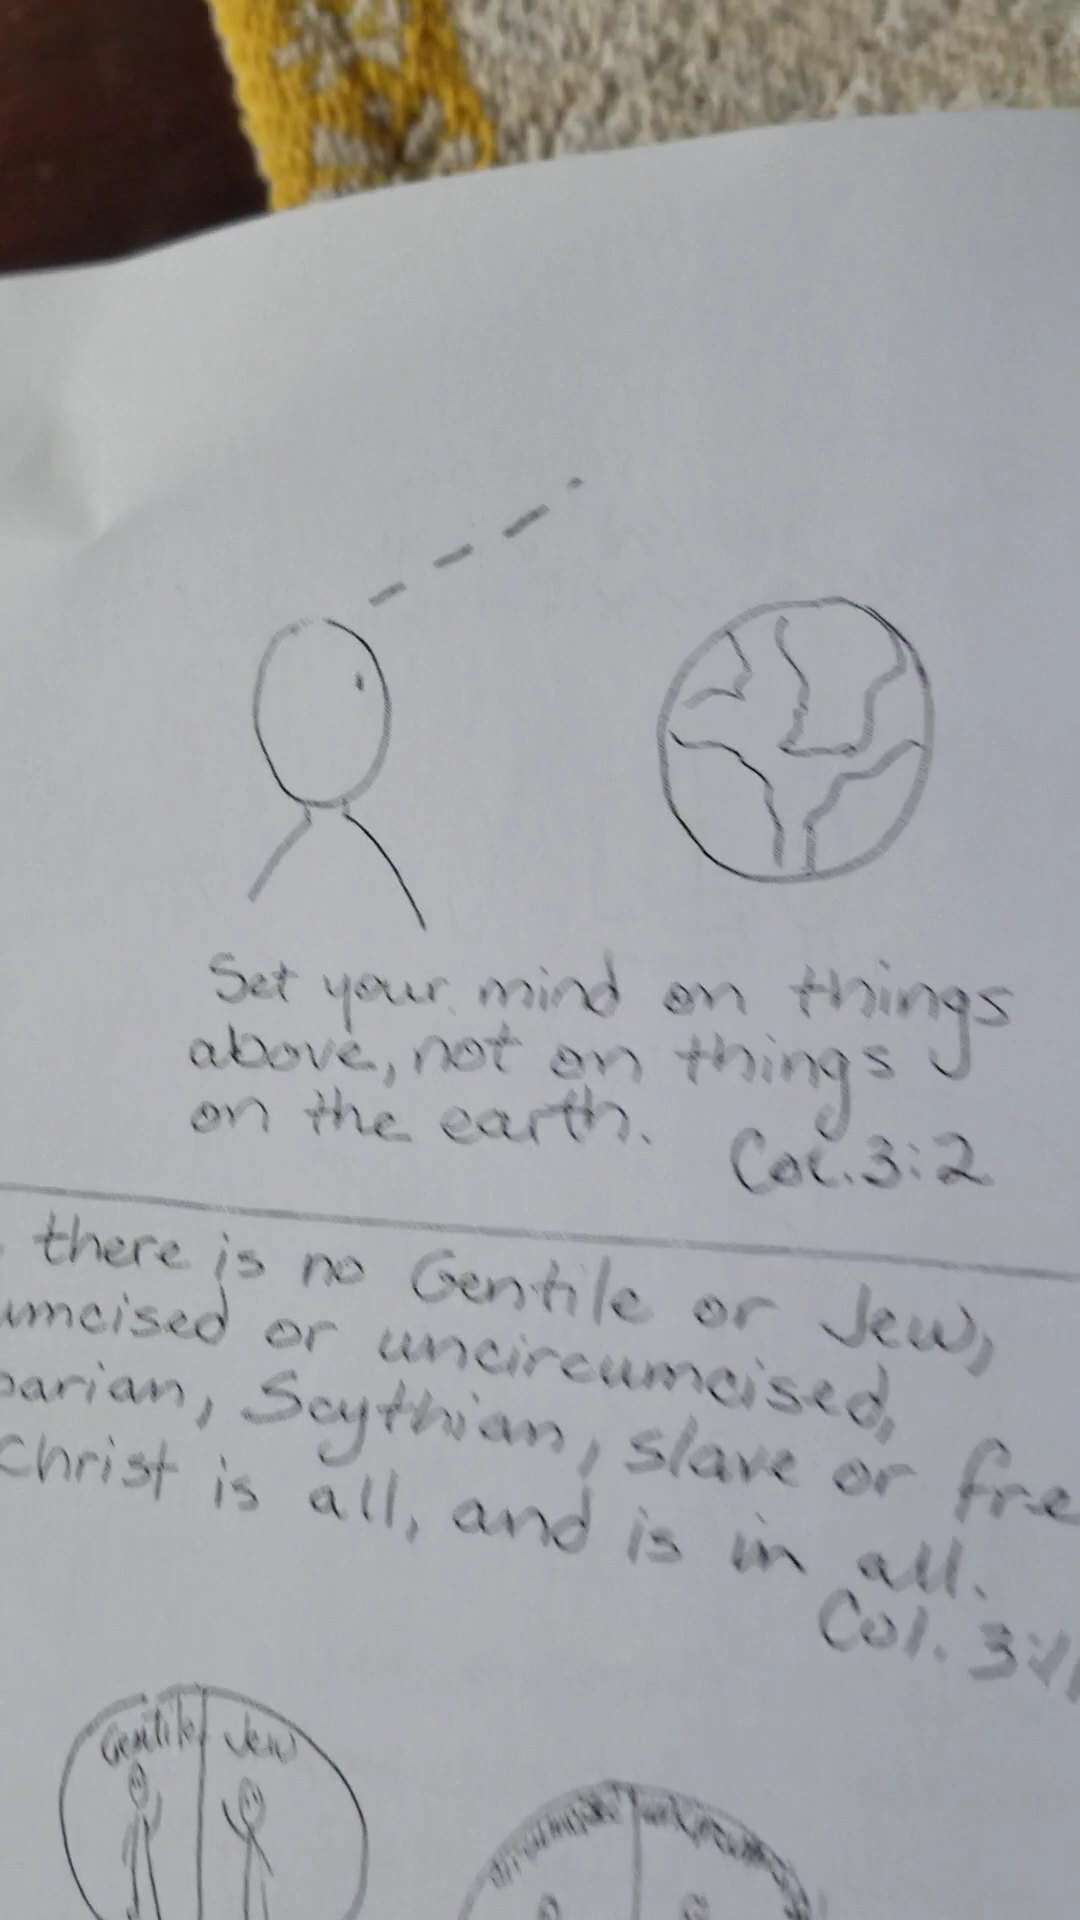 Set your mind on things
above, not on things
on the earth.
Col. 3:2
there is no Gentile or Jew,
umcised or uncircumcised,
barian, Scythian, slave or fre
Christ is all, and is in all.
Col. 3:11
Gentile Jew